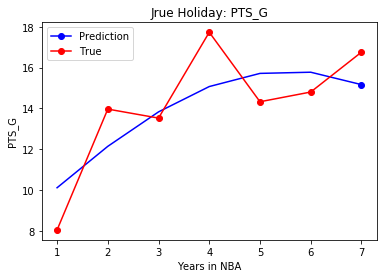 Jrue Holiday: PTS_G
Prediction
True
PTS_G
18
16
14
12
10
8
1 2 3 4 5 6 7
Years in NBA